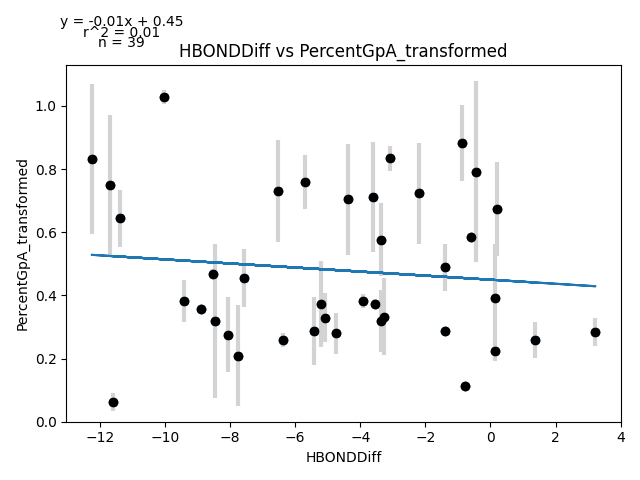 y = -0.01x + 0.45
r^2 = 0.01
n = 39
HBONDDiff vs PercentGpA_transformed
1.0
0.8
0.6
0.4
0.2
0.0
PercentGpA_transformed
−12 −10 −8 −6 −4 −2 0 2 4
HBONDDiff